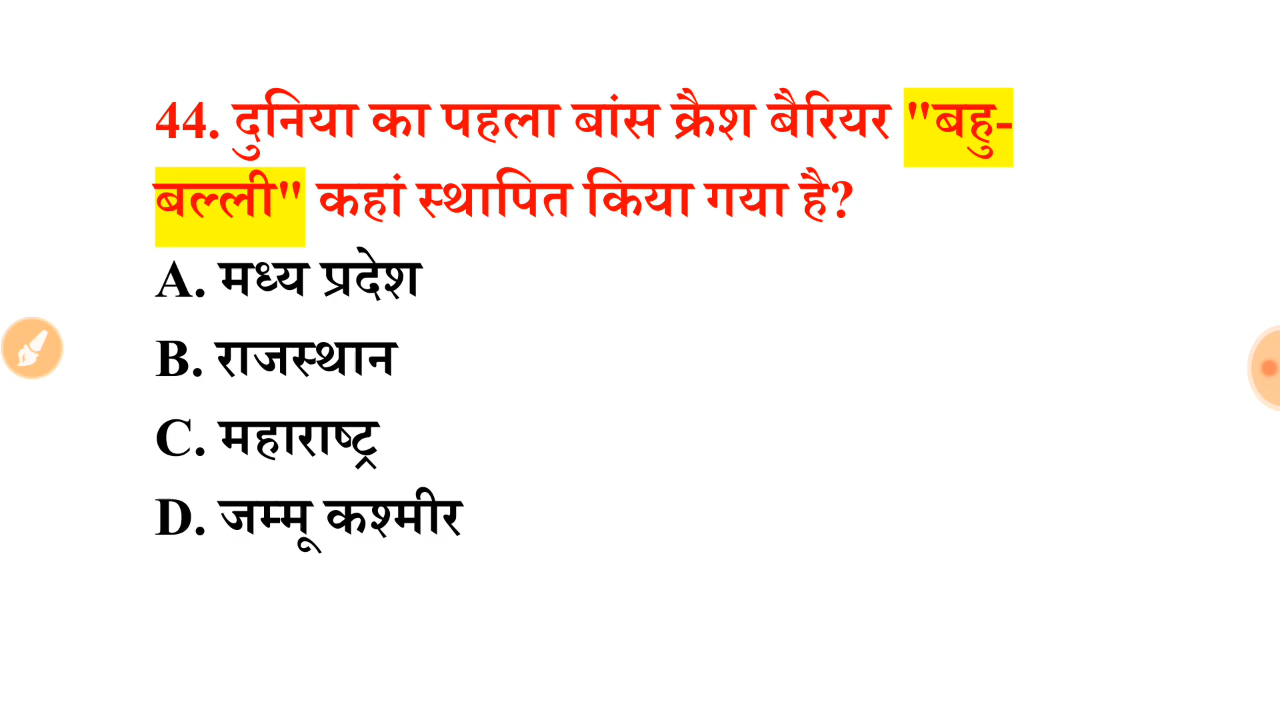 44. दुनिया का पहला बांस क्रैश बैरियर "बहु-
बल्ली" कहां स्थापित किया गया है?
A. मध्य प्रदेश
B. राजस्थान
C. महाराष्ट्र
D. जम्मू कश्मीर